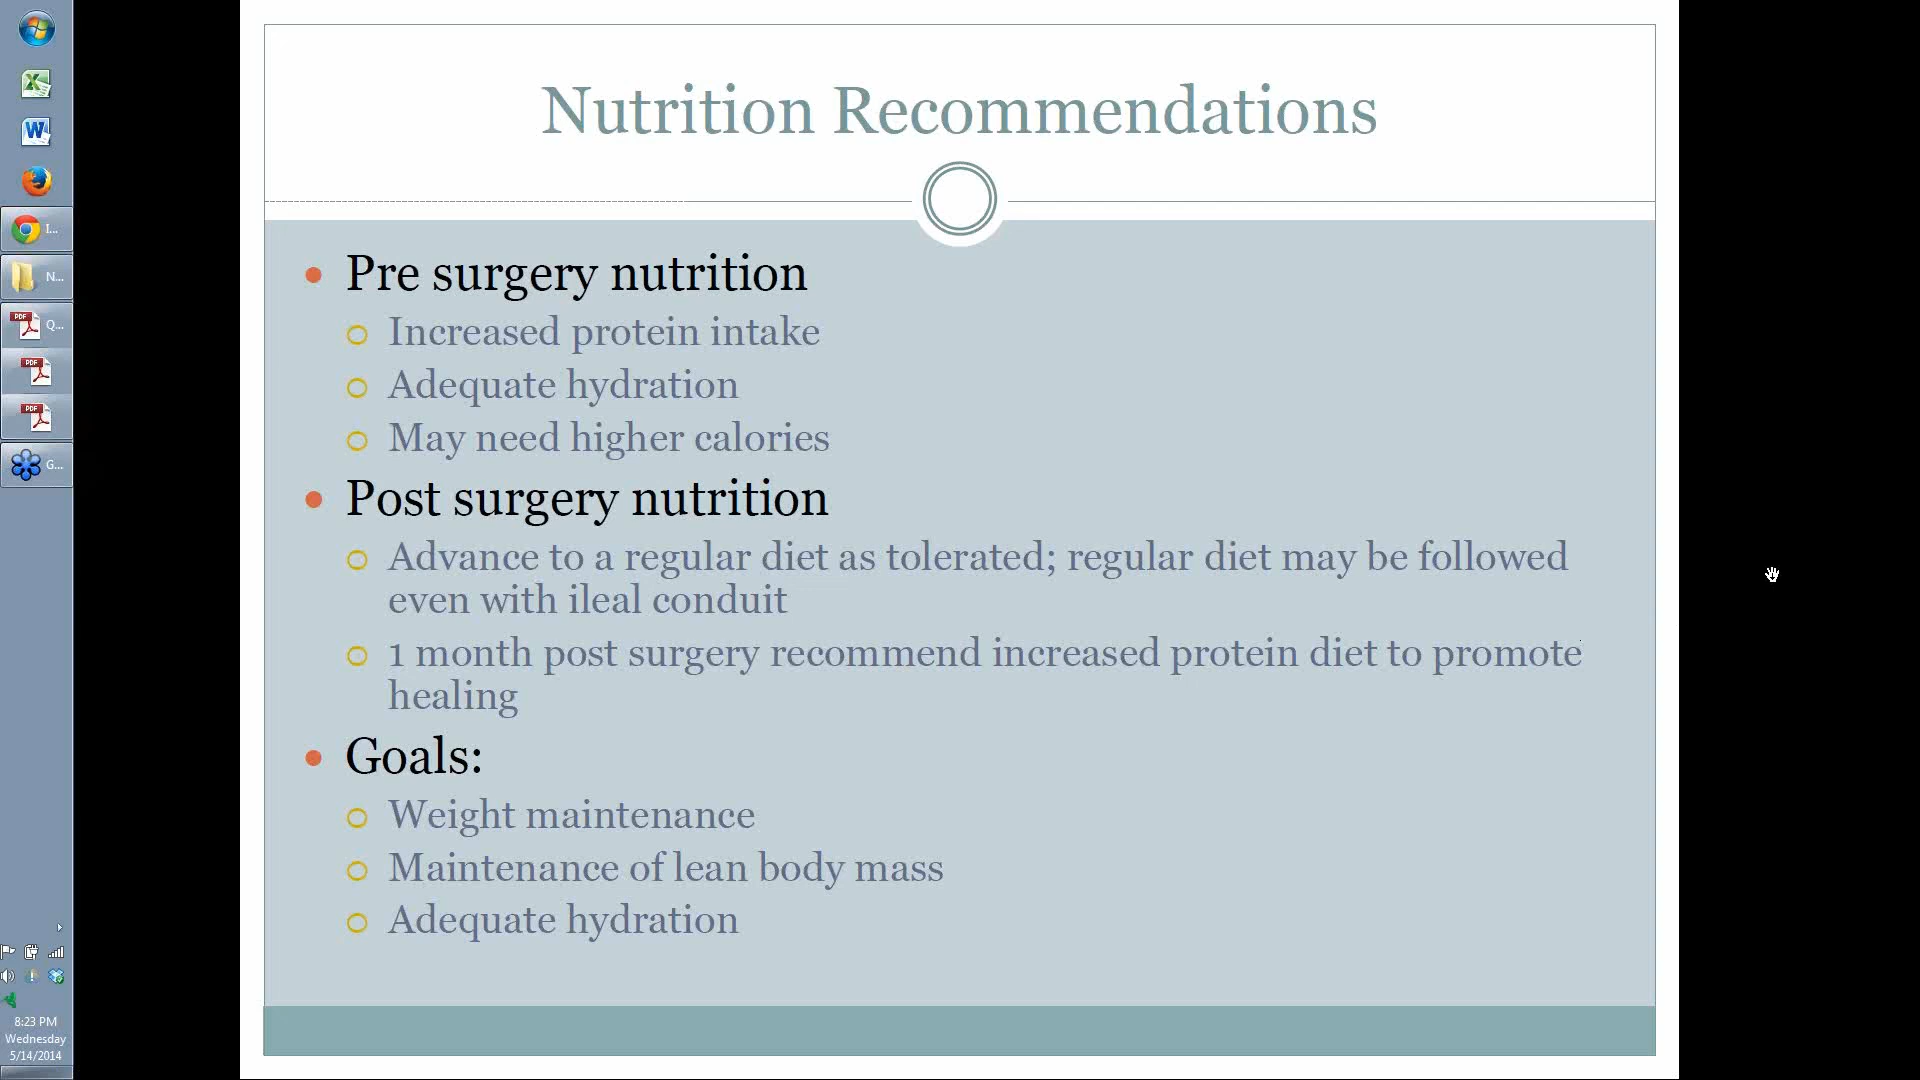 Nutrition Recommendations
Pre surgery nutrition
Increased protein intake
Adequate hydration
May need higher calories
Post surgery nutrition
Advance to a regular diet as tolerated; regular diet may be followed
even with ileal conduit
1 month post surgery recommend increased protein diet to promote
healing
Goals:
Weight maintenance
Maintenance of lean body mass
Adequate hydration
I...
N...
PDF
Q...
PDF
PDF
G...
8:23 PM
Wednesday
5/14/2014